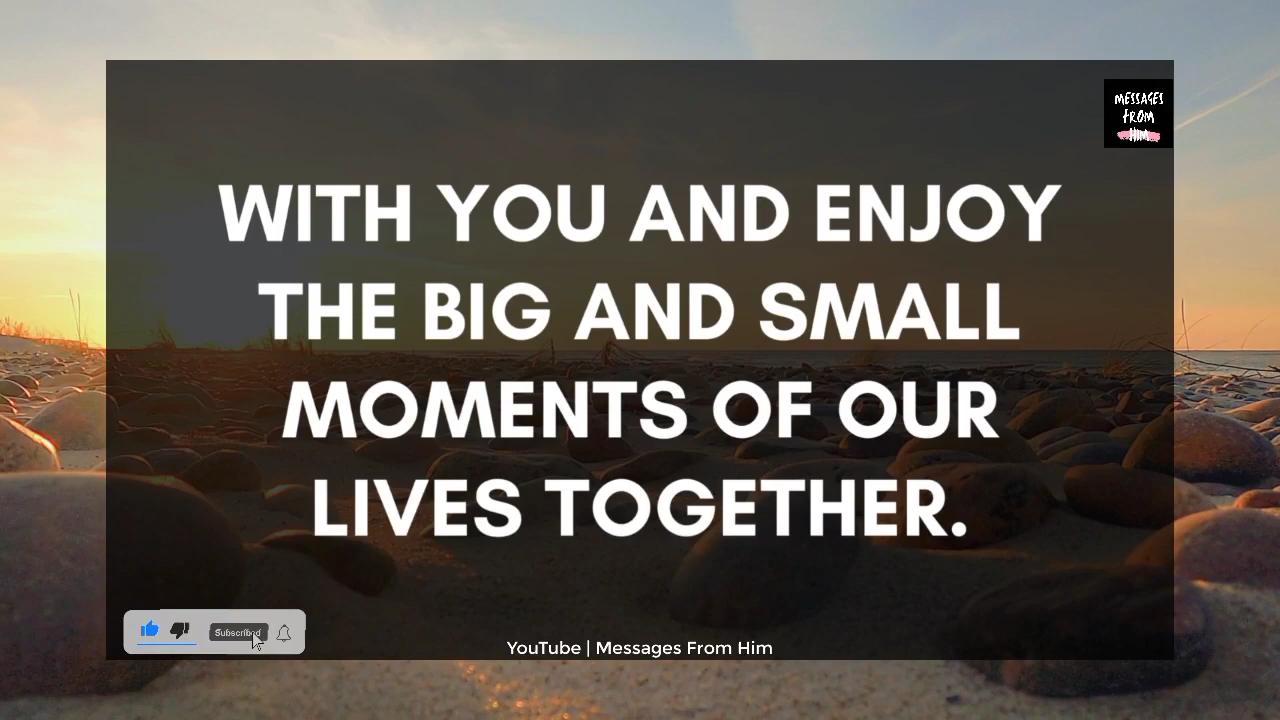 MESSAGES
FROM
HIM
WITH YOU AND ENJOY
THE BIG AND SMALL
MOMENTS OF OUR
LIVES TOGETHER.
Subscribed
YouTube | Messages From Him